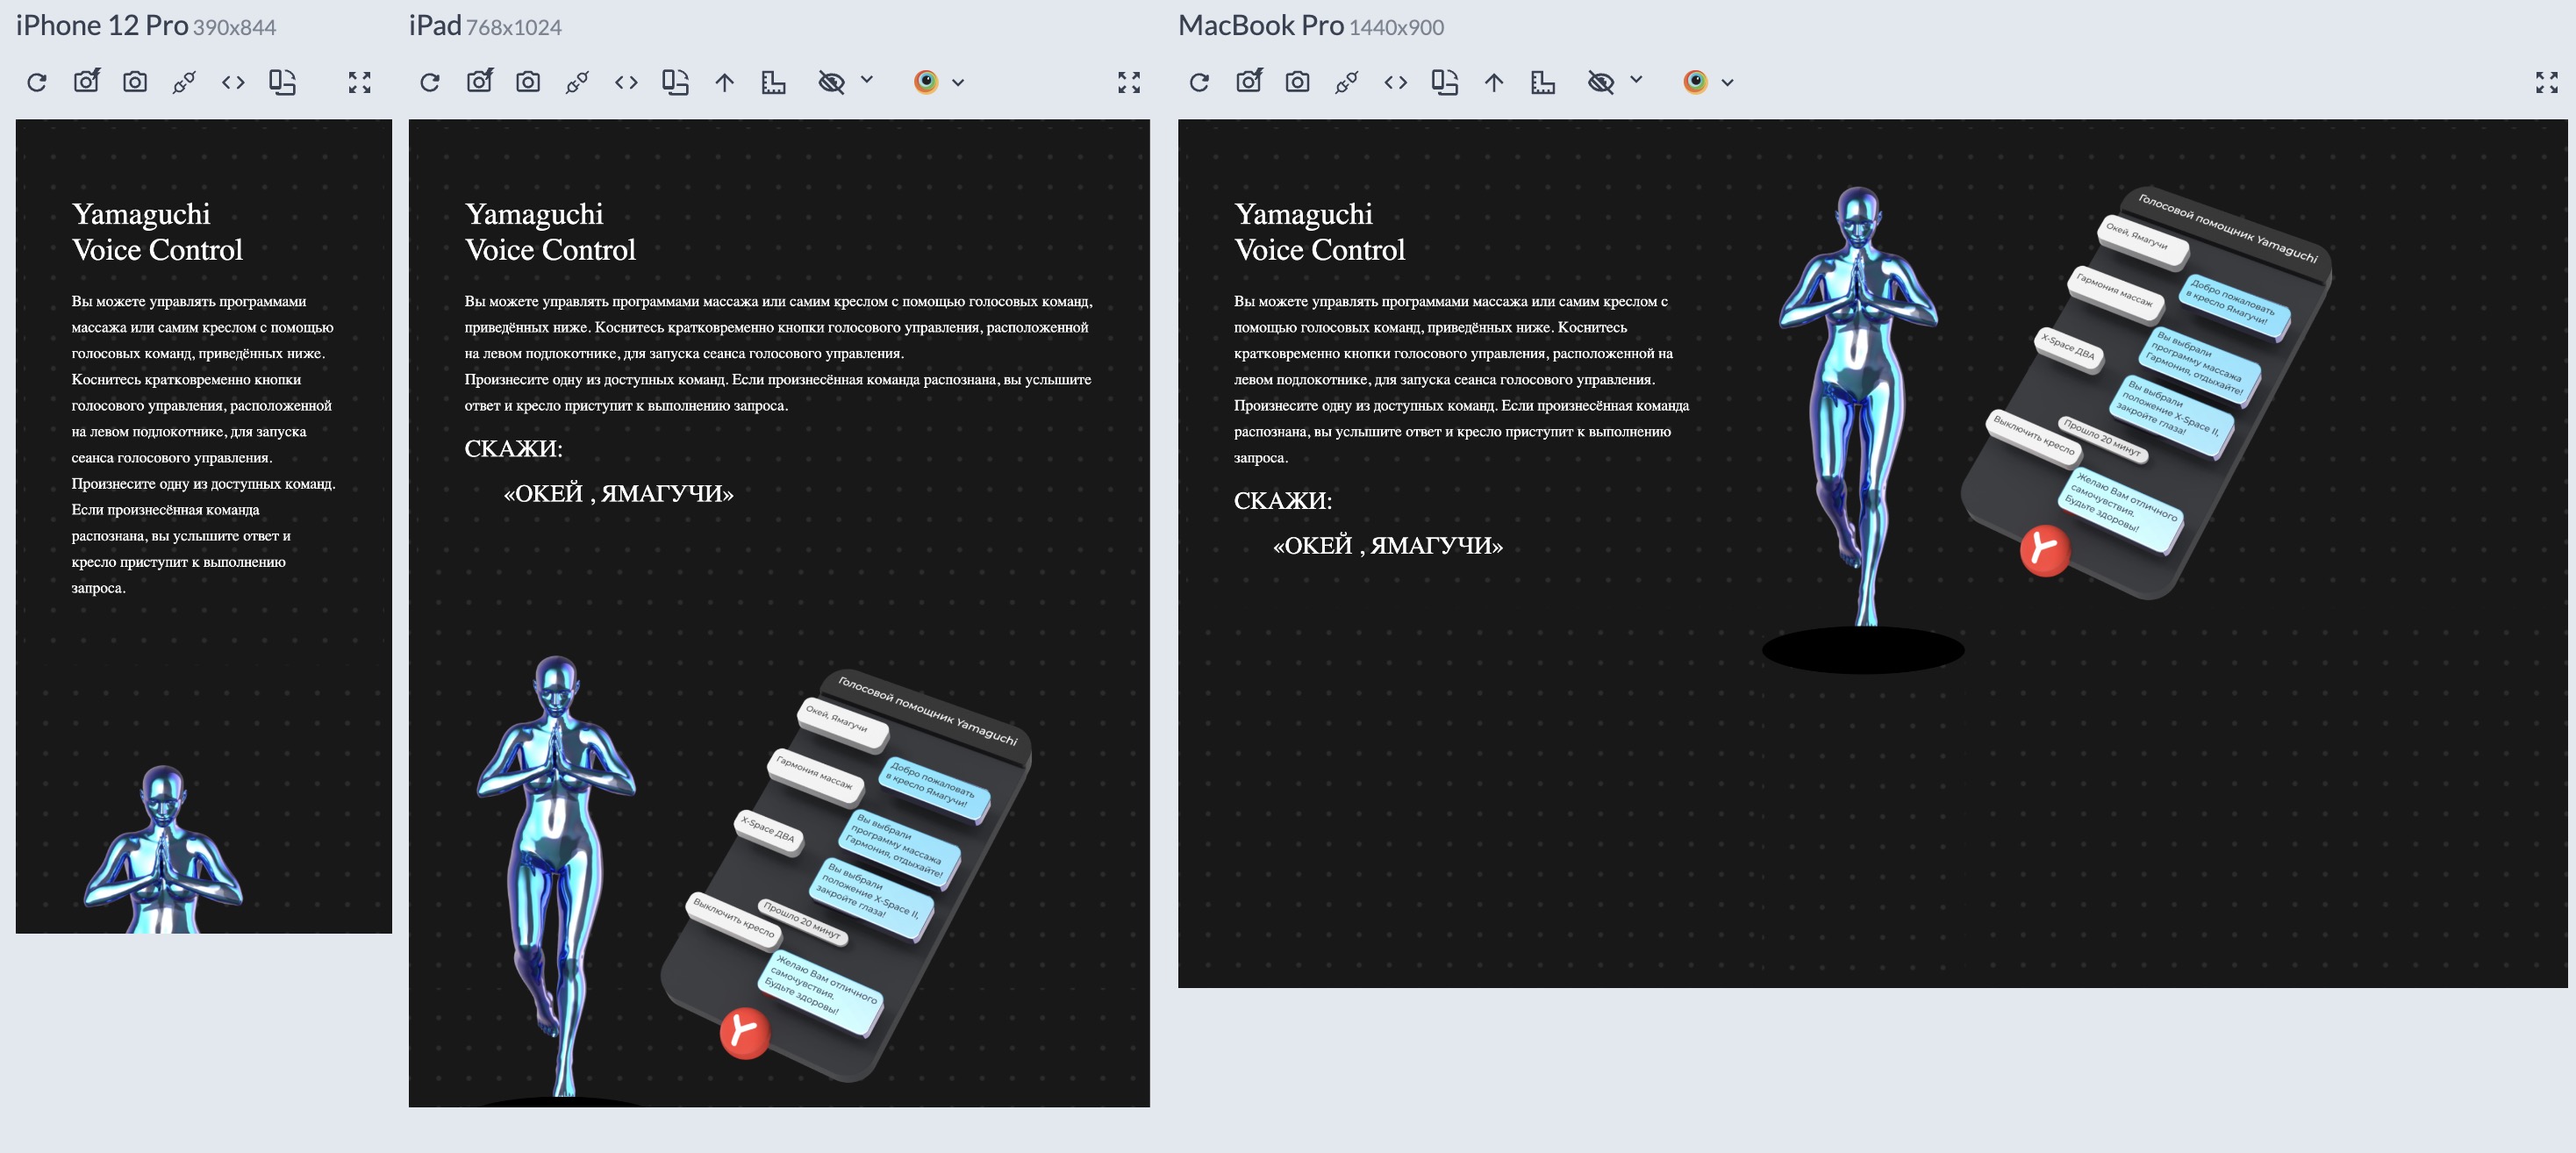 iPhone 12 Pro 390x844
Yamaguchi
Voice Control
Вы можете управлять программами
массажа или самим креслом с помощью
голосовых команд, приведённых ниже.
Коснитесь кратковременно кнопки
голосового управления, расположенной
на левом подлокотнике, для запуска
сеанса голосового управления.
Произнесите одну из доступных команд.
Если произнесённая команда
распознана, вы услышите ответ и
кресло приступит к выполнению
запроса.
iPad 768x1024
Yamaguchi
Voice Control
Вы можете управлять программами массажа или самим креслом с помощью голосовых команд,
приведённых ниже. Коснитесь кратковременно кнопки голосового управления, расположенной
на левом подлокотнике, для запуска сеанса голосового управления.
Произнесите одну из доступных команд. Если произнесённая команда распознана, вы услышите
ответ и кресло приступит к выполнению запроса.
СКАЖИ:
«ОКЕЙ , ЯМАГУЧИ»
Голосовой помощник Yamaguchi
Окей, Ямагучи
Добро пожаловать
в кресло Ямагучи!
Гармония массаж
Вы выбрали
программу массажа
Гармония, отдыхайте!
X-Space ДВА
Вы выбрали
положение X-Space II,
закройте глаза!
Прошло 20 минут
Выключить кресло
Желаю Вам отличного
самочувствия.
Будьте здоровы!
MacBook Pro 1440x900
Yamaguchi
Voice Control
Вы можете управлять программами массажа или самим креслом с
помощью голосовых команд, приведённых ниже. Коснитесь
кратковременно кнопки голосового управления, расположенной на
левом подлокотнике, для запуска сеанса голосового управления.
Произнесите одну из доступных команд. Если произнесённая команда
распознана, вы услышите ответ и кресло приступит к выполнению
запроса.
СКАЖИ:
«ОКЕЙ , ЯМАГУЧИ»
Голосовой помощник Yamaguchi
Окей, Ямагучи
Добро пожаловать
в кресло Ямагучи!
Гармония массаж
Вы выбрали
программу массажа
Гармония, отдыхайте!
X-Space ДВА
Вы выбрали
положение X-Space II,
закройте глаза!
Прошло 20 минут
Выключить кресло
Желаю Вам отличного
самочувствия.
Будьте здоровы!